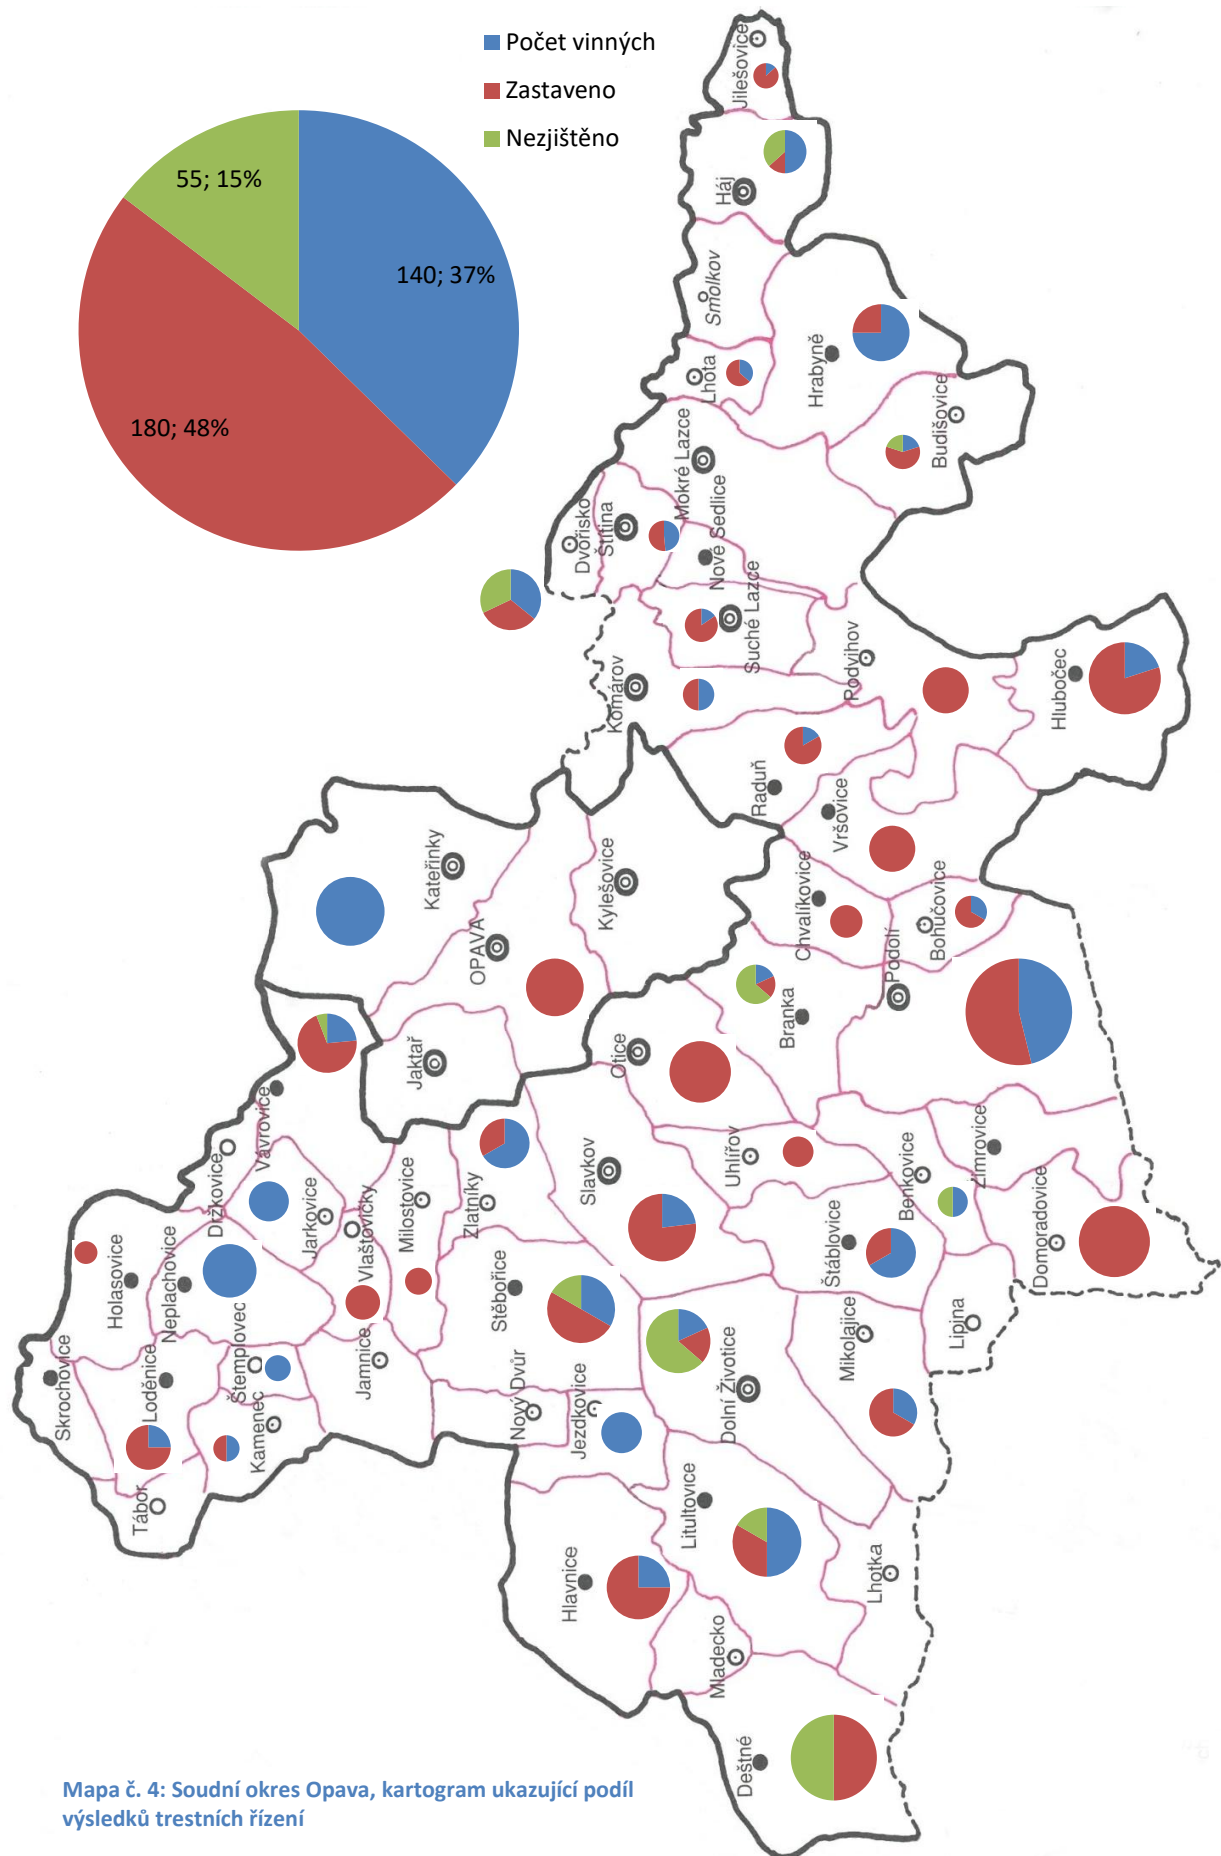 Počet vinných
Zastaveno
Nezjištěno
55; 15%
140; 37%
180; 48%
Jilešovice
Háj
Smolkov
Lhota
Hrabyně
Budišovice
Mokré Lazce
Dvořisko
Štítina
Nové Sedlice
Suché Lazce
Komárov
Podvihov
Hlubočec
Raduň
Vršovice
Kateřinky
Kylešovice
OPAVA
Chvalíkovice
Bohučovice
Podolí
Branka
Otice
Jaktař
Vávrovice
Držkovice
Jarkovice
Vlaštovičky
Milostovice
Zlatníky
Slavkov
Uhlířov
Benkovice
Žimrovice
Štáblovice
Domoradovice
Lipina
Mikolajice
Holasovice
Neplachovice
Skrochovice
Loděnice
Štemplovec
Kamenec
Tábor
Jamnice
Stěbořice
Nový Dvůr
Jezdkovice
Dolní Životice
Litultovice
Hlavnice
Lhotka
Mladecko
Deštné
Mapa č. 4: Soudní okres Opava, kartogram ukazující podíl
výsledků trestních řízení